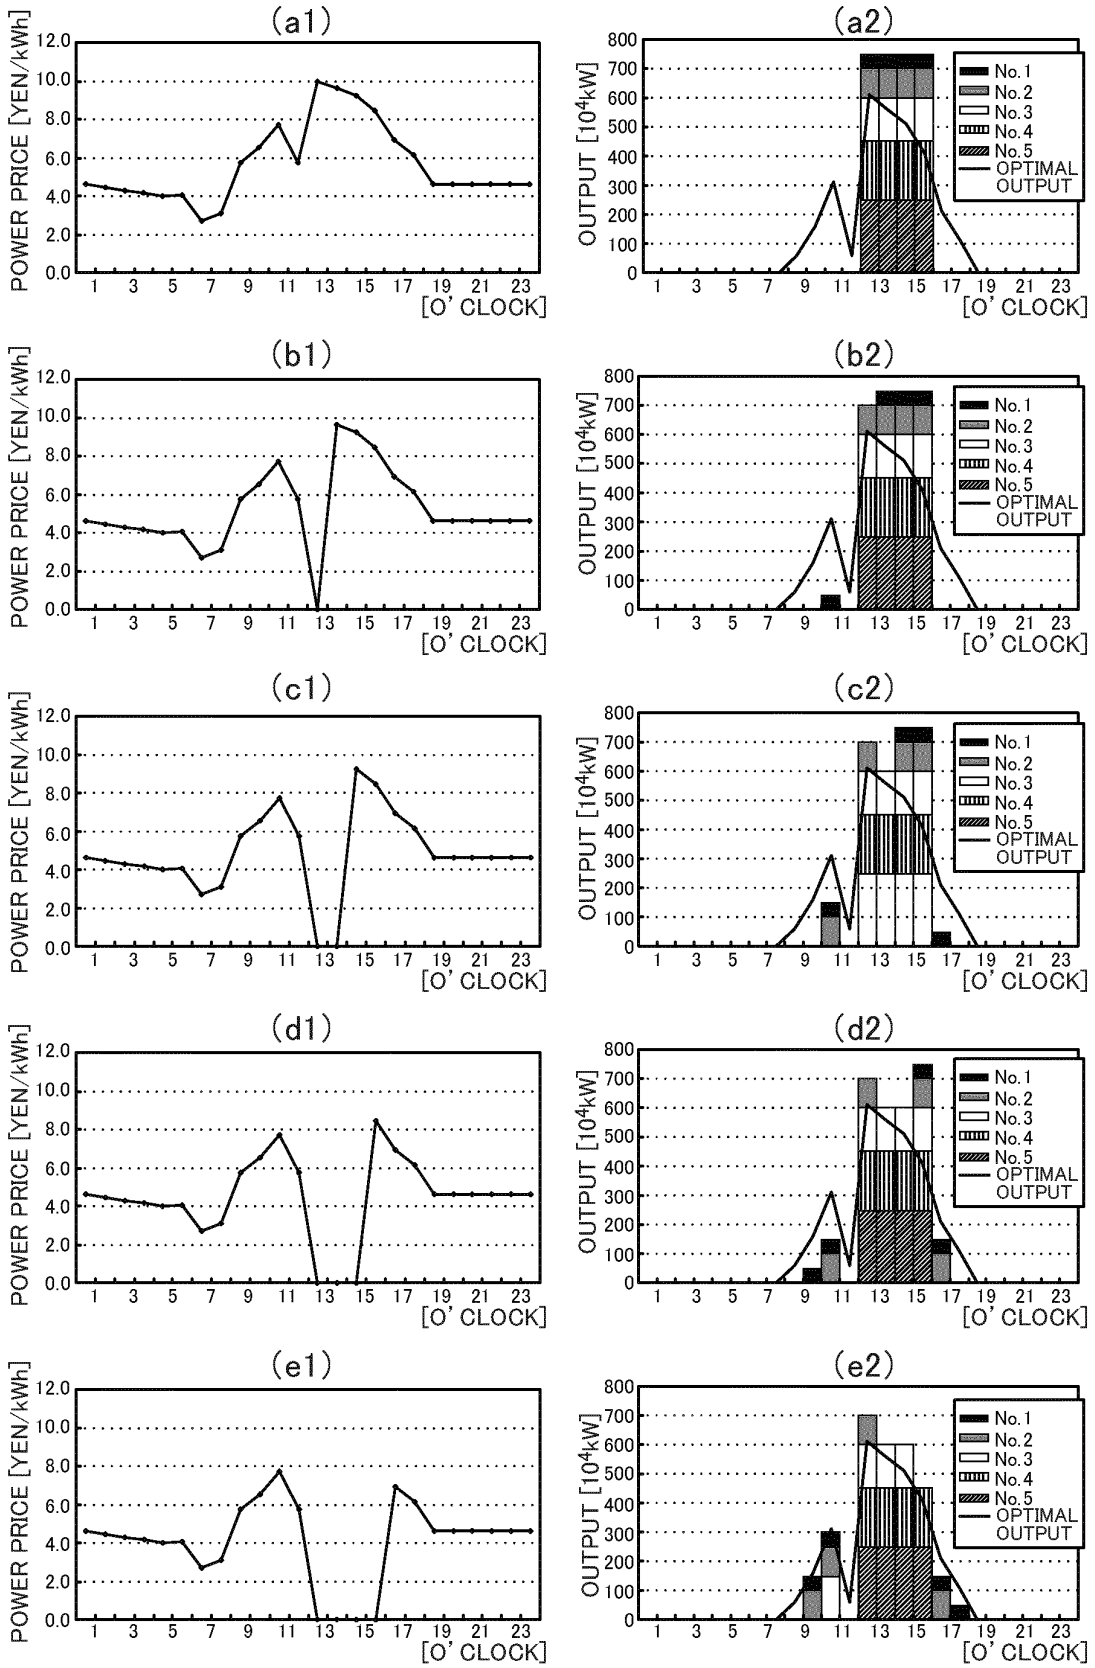 (a1)
POWER PRICE [YEN/kWh]
12.0
10.0
8.0
6.0
4.0
2.0
0.0
1 3 5 7 9 11 13 15 17 19 21 23
[O' CLOCK]
(a2)
OUTPUT [10⁴kW]
800
700
600
500
400
300
200
100
0
No.1
No.2
No.3
No.4
No.5
OPTIMAL
OUTPUT
1 3 5 7 9 11 13 15 17 19 21 23
[O' CLOCK]
(b1)
POWER PRICE [YEN/kWh]
12.0
10.0
8.0
6.0
4.0
2.0
0.0
1 3 5 7 9 11 13 15 17 19 21 23
[O' CLOCK]
(b2)
OUTPUT [10⁴kW]
800
700
600
500
400
300
200
100
0
No.1
No.2
No.3
No.4
No.5
OPTIMAL
OUTPUT
1 3 5 7 9 11 13 15 17 19 21 23
[O' CLOCK]
(c1)
POWER PRICE [YEN/kWh]
12.0
10.0
8.0
6.0
4.0
2.0
0.0
1 3 5 7 9 11 13 15 17 19 21 23
[O' CLOCK]
(c2)
OUTPUT [10⁴kW]
800
700
600
500
400
300
200
100
0
No.1
No.2
No.3
No.4
No.5
OPTIMAL
OUTPUT
1 3 5 7 9 11 13 15 17 19 21 23
[O' CLOCK]
(d1)
POWER PRICE [YEN/kWh]
12.0
10.0
8.0
6.0
4.0
2.0
0.0
1 3 5 7 9 11 13 15 17 19 21 23
[O' CLOCK]
(d2)
OUTPUT [10⁴kW]
800
700
600
500
400
300
200
100
0
No.1
No.2
No.3
No.4
No.5
OPTIMAL
OUTPUT
1 3 5 7 9 11 13 15 17 19 21 23
[O' CLOCK]
(e1)
POWER PRICE [YEN/kWh]
12.0
10.0
8.0
6.0
4.0
2.0
0.0
1 3 5 7 9 11 13 15 17 19 21 23
[O' CLOCK]
(e2)
OUTPUT [10⁴kW]
800
700
600
500
400
300
200
100
0
No.1
No.2
No.3
No.4
No.5
OPTIMAL
OUTPUT
1 3 5 7 9 11 13 15 17 19 21 23
[O' CLOCK]